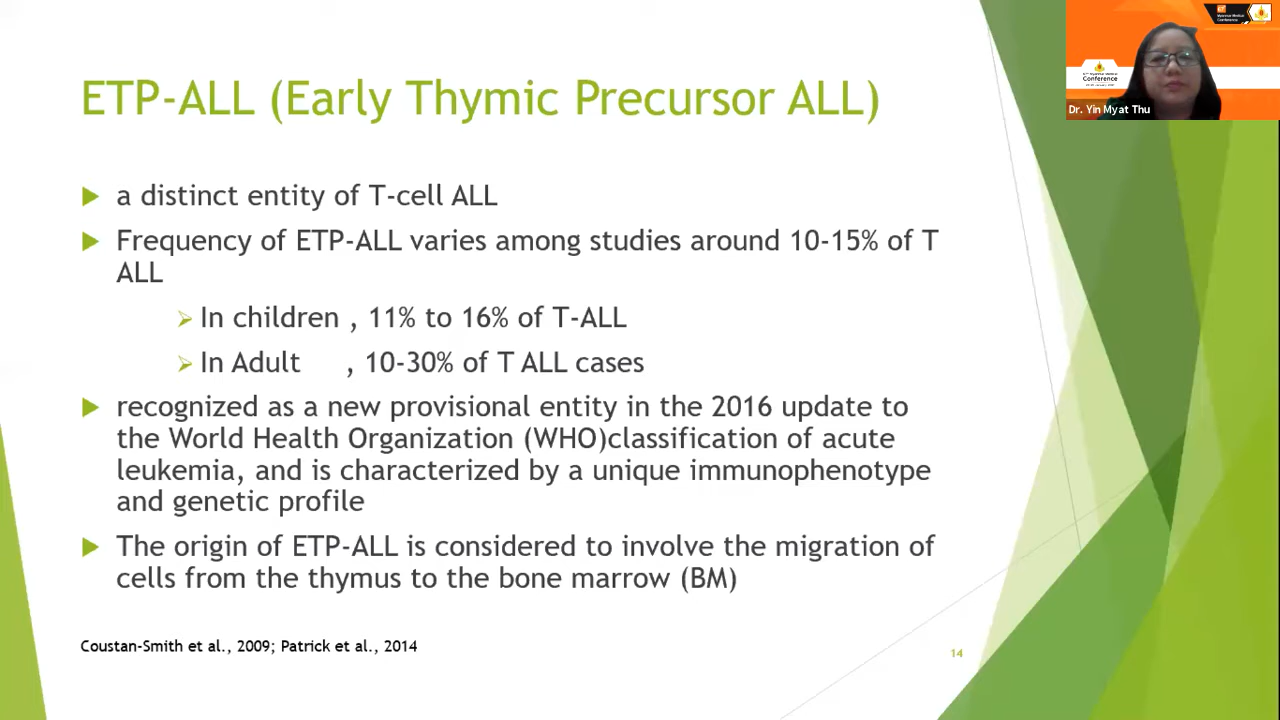 ETP-ALL (Early Thymic Precursor ALL)
a distinct entity of T-cell ALL
Frequency of ETP-ALL varies among studies around 10-15% of T
ALL
In children , 11% to 16% of T-ALL
In Adult , 10-30% of T ALL cases
recognized as a new provisional entity in the 2016 update to
the World Health Organization (WHO)classification of acute
leukemia, and is characterized by a unique immunophenotype
and genetic profile
The origin of ETP-ALL is considered to involve the migration of
cells from the thymus to the bone marrow (BM)
Coustan-Smith et al., 2009; Patrick et al., 2014
14
Myanmar Medical
Conference
Conference
Dr. Yin Myat Thu